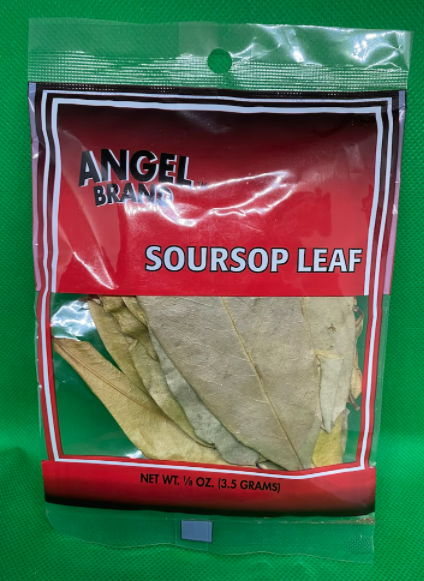 ANGEL
BRAND
SOURSOP LEAF
NET WT. ⅛ OZ. (3.5 GRAMS)